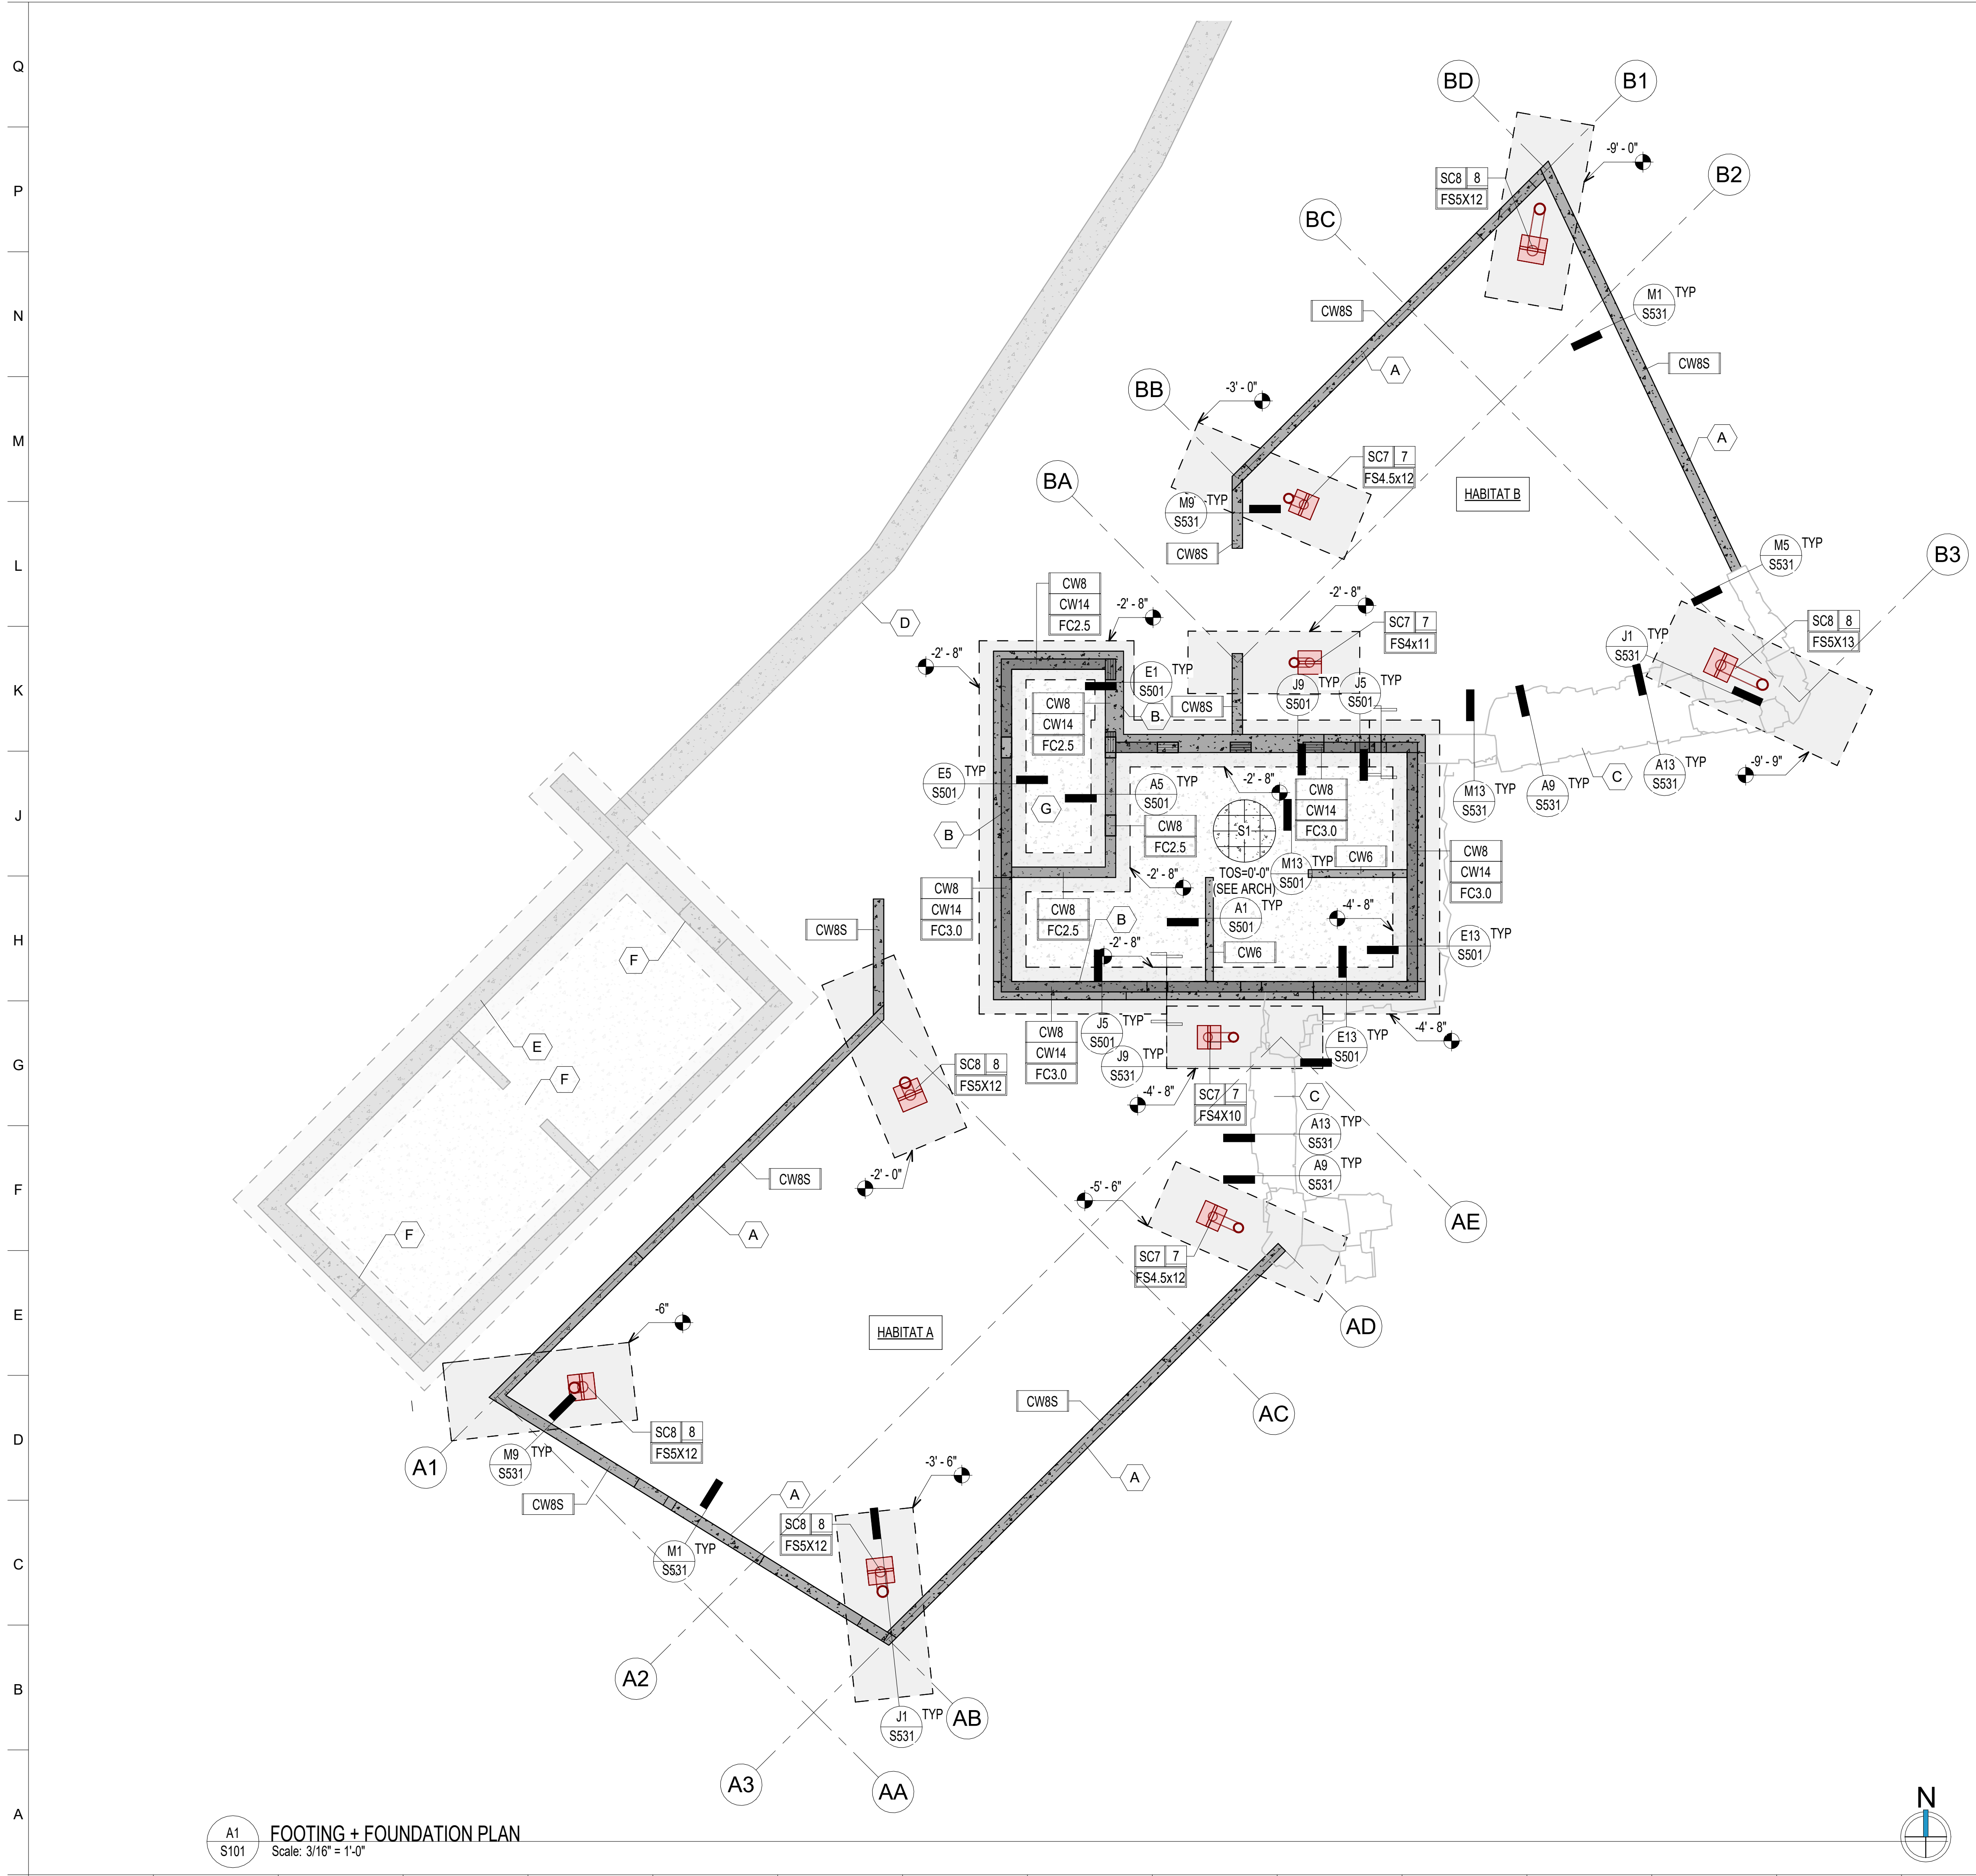 Q
BD
B1
-9' - 0"
P
SC8 8
FS5X12
B2
BC
M1 TYP
S531
N
CW8S
CW8S
A
BB
-3' - 0"
M
A
SC7 7
FS4.5x12
BA
HABITAT B
M9 TYP
S531
CW8S
M5 TYP
S531
B3
L
CW8
CW14
FC2.5
-2' - 8"
-2' - 8"
D
SC7 7
FS4x11
SC8 8
FS5X13
J1 TYP
S531
-2' - 8"
E1 TYP
S501
J9 TYP
S501
J5 TYP
S501
K
CW8
CW14
FC2.5
B
CW8S
-9' - 9"
E5 TYP
S501
A5 TYP
S501
-2' - 8"
M13 TYP
S531
A9 TYP
S531
A13 TYP
S531
C
CW8
CW14
FC3.0
G
J
B
CW8
FC2.5
S1
M13 TYP
S501
CW6
CW8
CW14
FC3.0
TOS=0'-0"
(SEE ARCH)
-2' - 8"
CW8
CW14
FC3.0
CW8
FC2.5
B
A1 TYP
S501
-4' - 8"
H
CW8S
F
-2' - 8"
CW6
E13 TYP
S501
CW8
CW14
FC3.0
J5 TYP
S501
J9 TYP
S531
E13 TYP
S501
-4' - 8"
E
G
F
SC8 8
FS5X12
-4' - 8"
SC7 7
FS4X10
C
A13 TYP
S531
-2' - 0"
CW8S
F
A9 TYP
S531
-5' - 6"
A
F
AE
SC7 7
FS4.5x12
E
-6"
HABITAT A
AD
CW8S
AC
D
SC8 8
FS5X12
A1
M9 TYP
S531
-3' - 6"
A
CW8S
A
SC8 8
FS5X12
C
M1 TYP
S531
A2
B
J1 TYP
S531
AB
A3
AA
A
N
A1
S101
FOOTING + FOUNDATION PLAN
Scale: 3/16" = 1'-0"